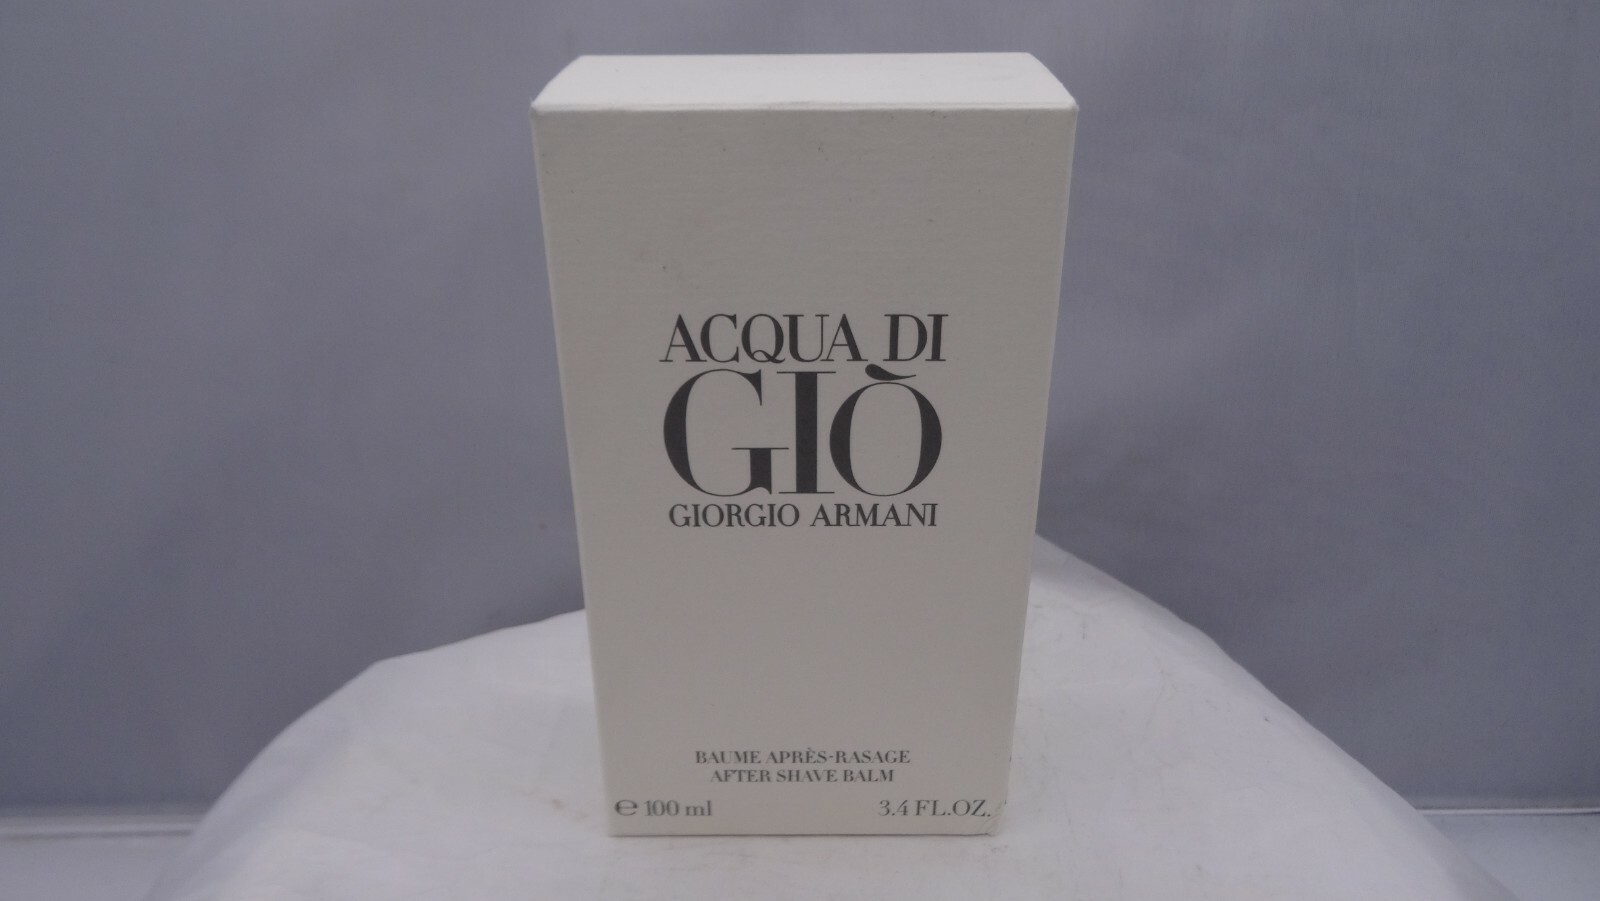 ACQUA DI
GIÒ
GIORGIO ARMANI
BAUME APRÈS-RASAGE
AFTER SHAVE BALM
℮ 100 ml 3.4 FL.OZ.